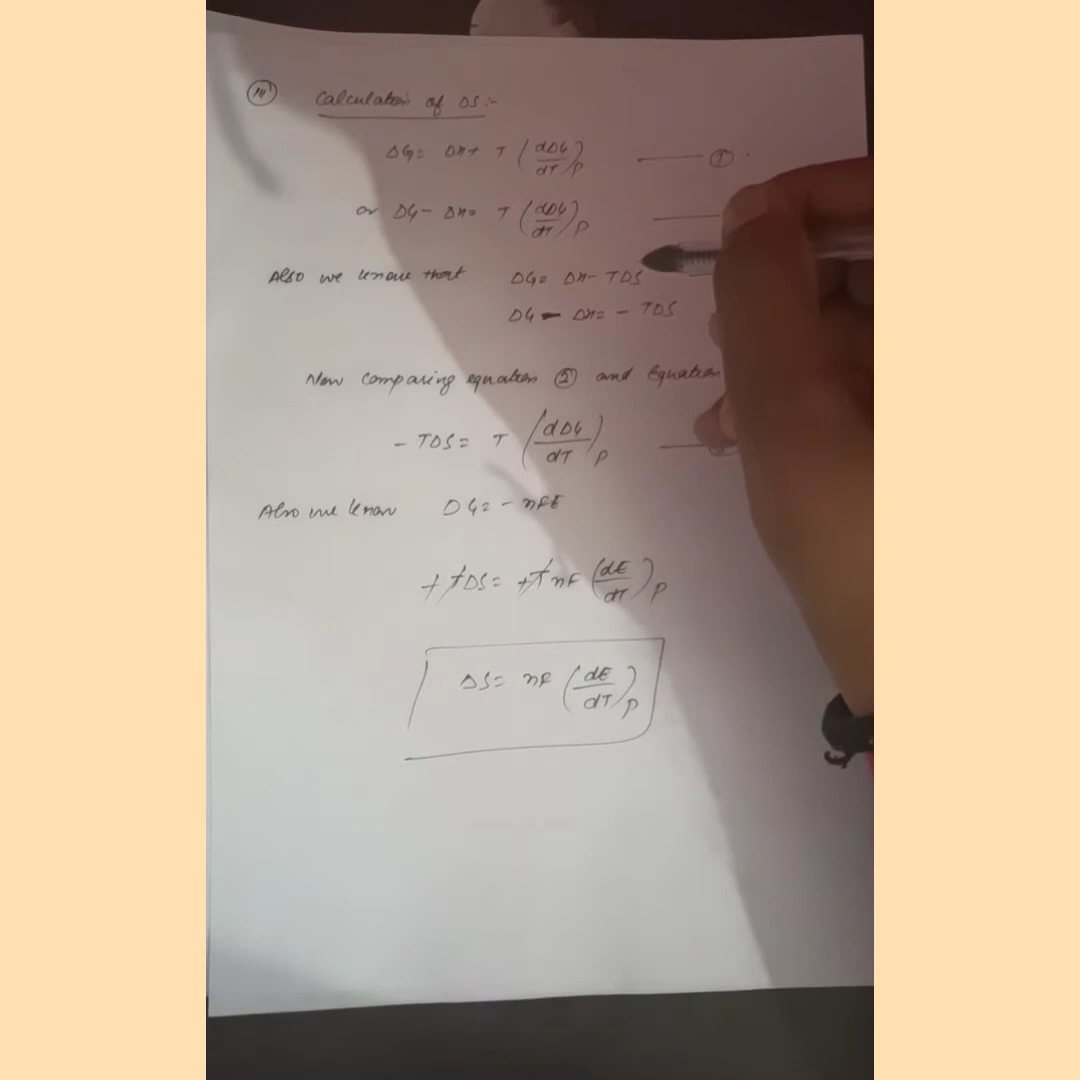 (iii) Calculation of ΔS :-
ΔG = ΔH + T (dΔG/dT)P ——— ①
or ΔG - ΔH = T (dΔG/dT)P ———
Also we know that ΔG = ΔH - TΔS
ΔG - ΔH = - TΔS
Now comparing equation ② and Equation
- TΔS = T (dΔG/dT)P ———
Also we know ΔG = - nFE
+ TΔS = + T nF (dE/dT)P
ΔS = nF (dE/dT)P